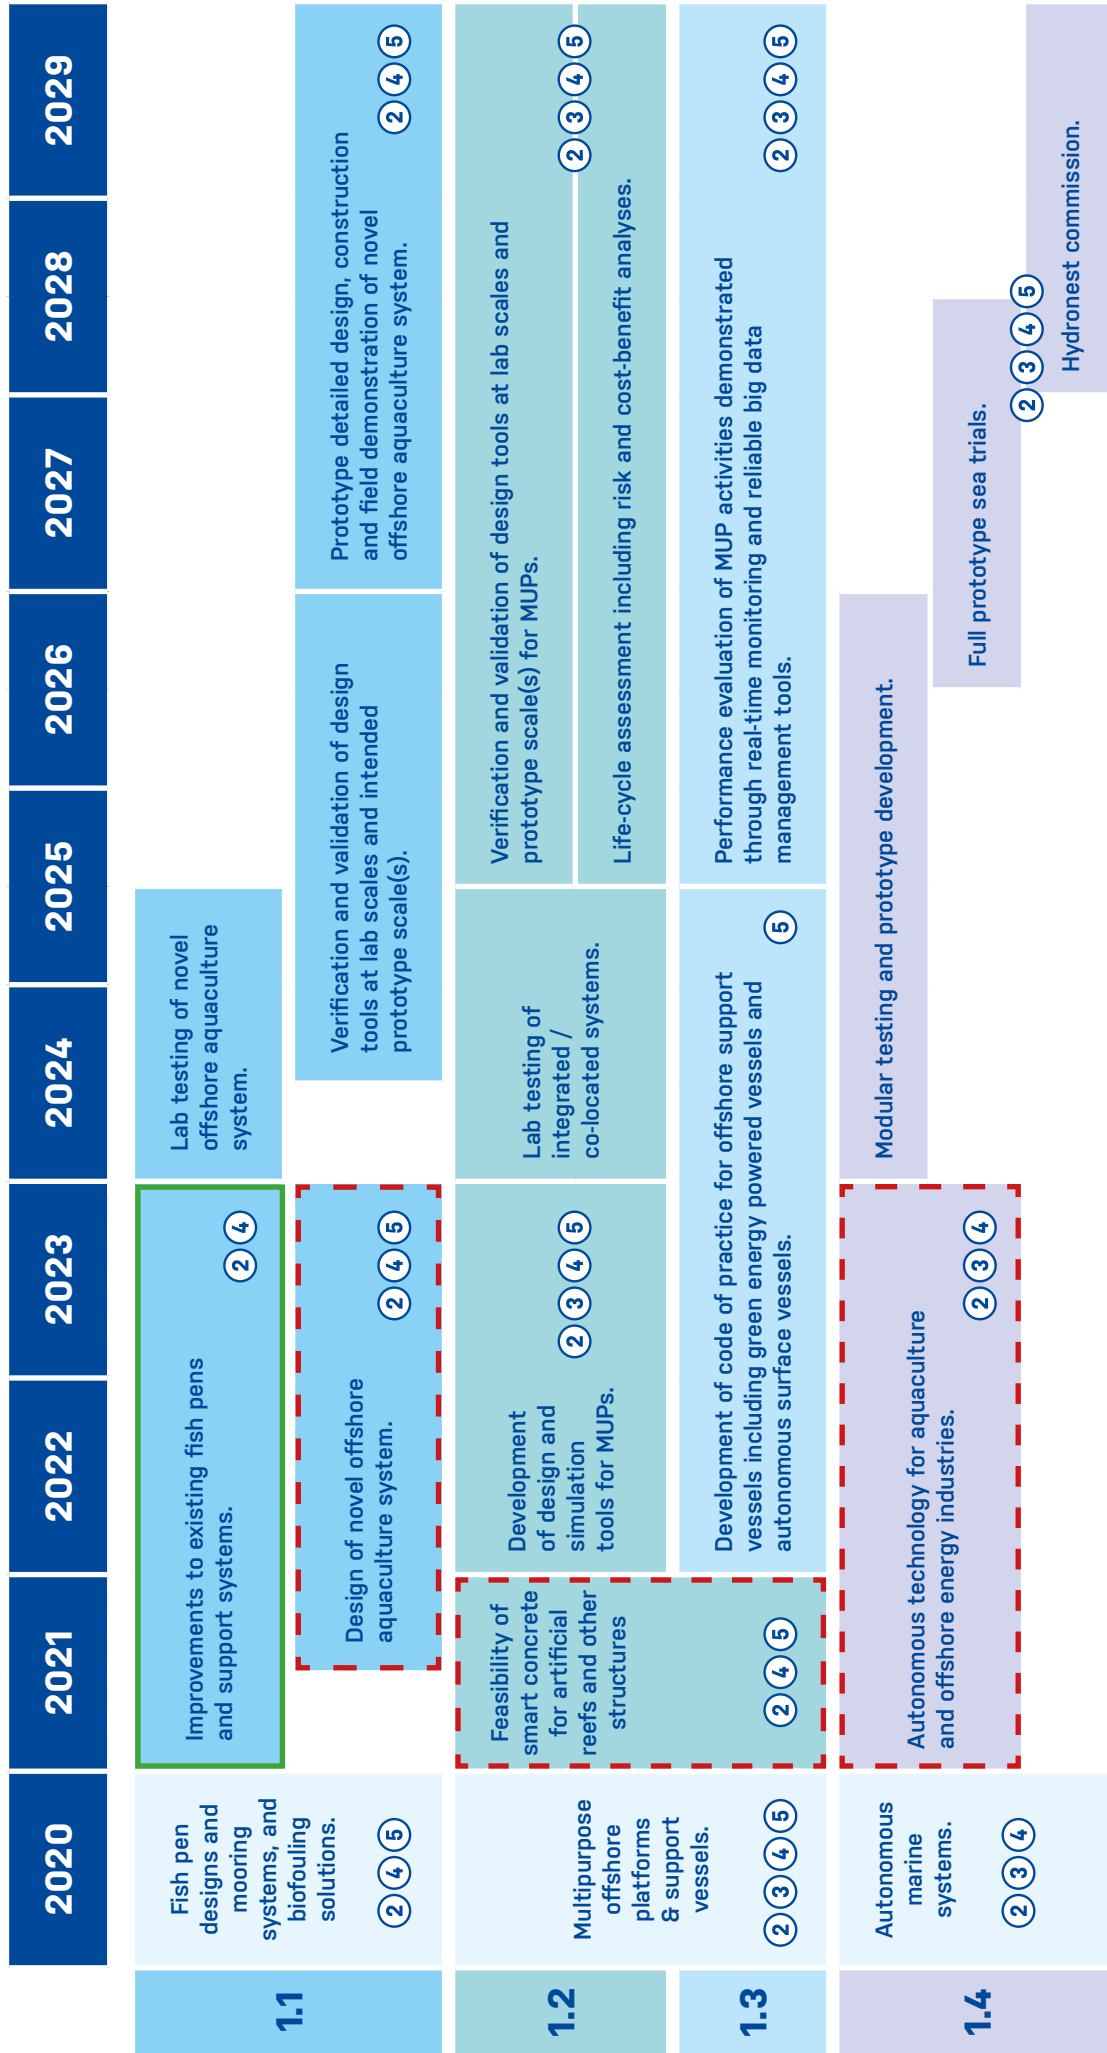 2020
2021
2022
2023
2024
2025
2026
2027
2028
2029
1.1
Fish pen
designs and
mooring
systems, and
biofouling
solutions.
2 4 5
Improvements to existing fish pens
and support systems.
2 4
Lab testing of novel
offshore aquaculture
system.
Design of novel offshore
aquaculture system.
2 4 5
Verification and validation of design
tools at lab scales and intended
prototype scale(s).
Prototype detailed design, construction
and field demonstration of novel
offshore aquaculture system.
2 4 5
1.2
1.3
Multipurpose
offshore
platforms
& support
vessels.
2 3 4 5
Feasibility of
smart concrete
for artificial
reefs and other
structures
2 4 5
Development
of design and
simulation
tools for MUPs.
2 3 4 5
Lab testing of
integrated /
co-located systems.
Verification and validation of design tools at lab scales and
prototype scale(s) for MUPs.
2 3 4 5
Life-cycle assessment including risk and cost-benefit analyses.
Development of code of practice for offshore support
vessels including green energy powered vessels and
autonomous surface vessels.
5
Performance evaluation of MUP activities demonstrated
through real-time monitoring and reliable big data
management tools.
2 3 4 5
1.4
Autonomous
marine
systems.
2 3 4
Autonomous technology for aquaculture
and offshore energy industries.
2 3 4
Modular testing and prototype development.
Full prototype sea trials.
2 3 4 5
Hydronest commission.